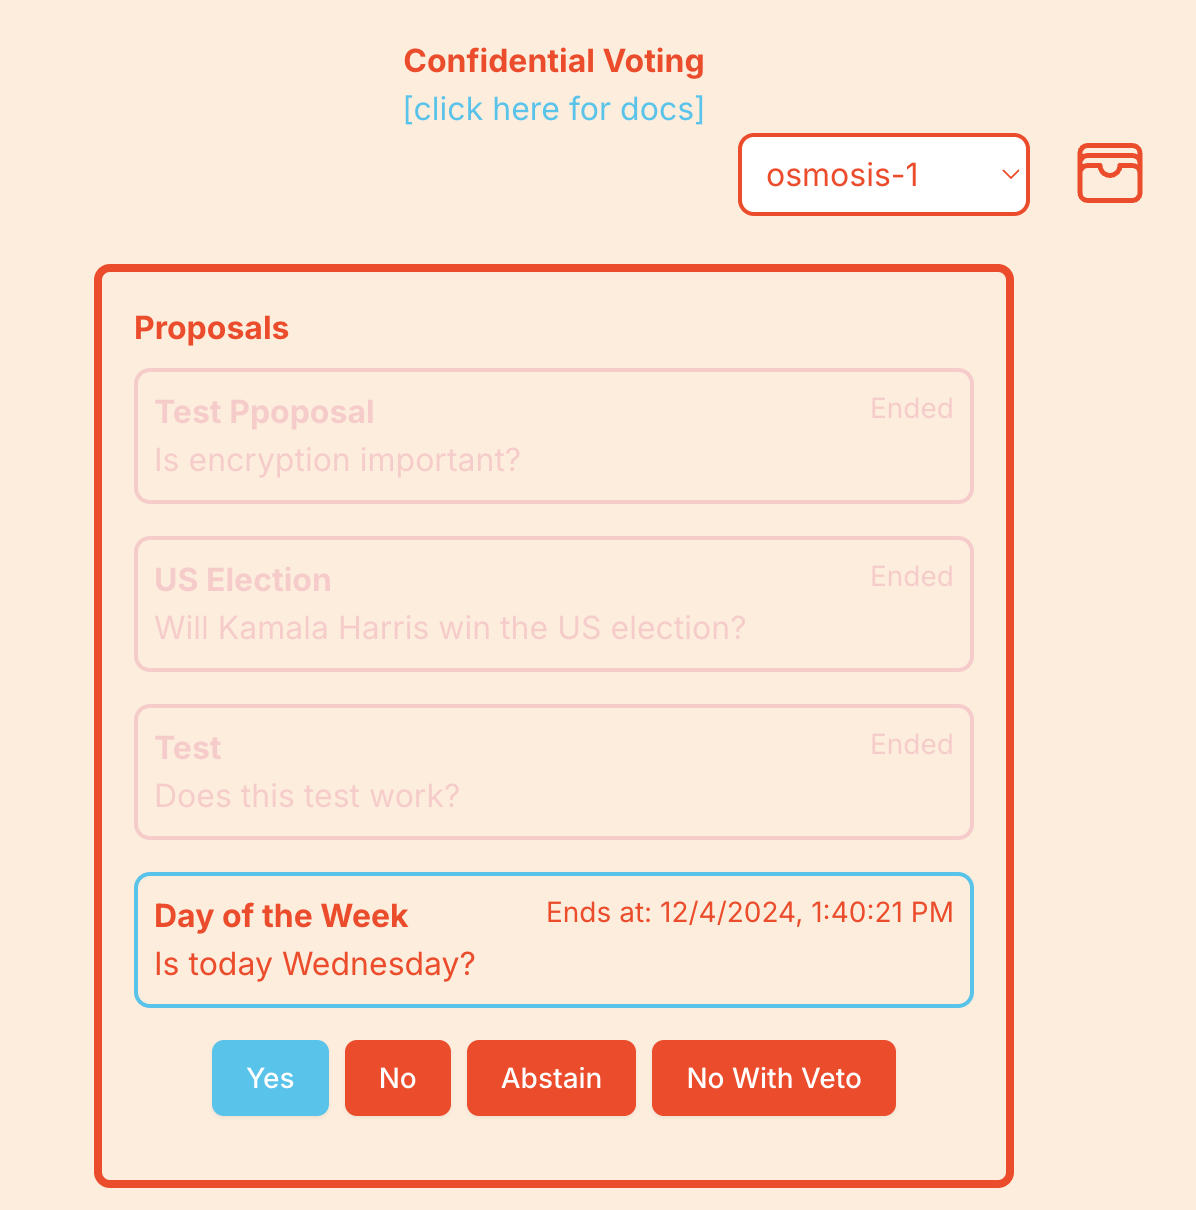 Confidential Voting
[click here for docs]
osmosis-1
Proposals
Test Ppoposal
Ended
Is encryption important?
US Election
Ended
Will Kamala Harris win the US election?
Test
Ended
Does this test work?
Day of the Week
Ends at: 12/4/2024, 1:40:21 PM
Is today Wednesday?
Yes
No
Abstain
No With Veto